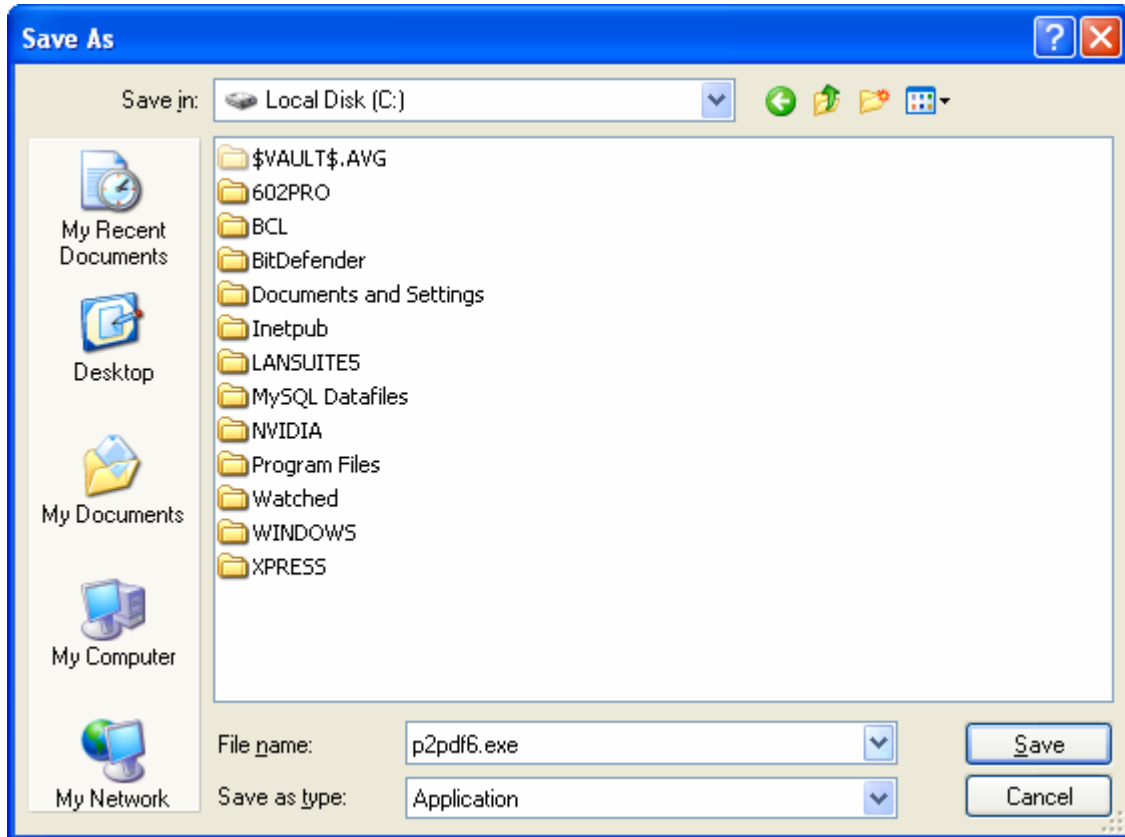 Save As
Save in: Local Disk (C:)
My Recent
Documents
Desktop
My Documents
My Computer
My Network
$VAULT$.AVG
602PRO
BCL
BitDefender
Documents and Settings
Inetpub
LANSUITE5
MySQL Datafiles
NVIDIA
Program Files
Watched
WINDOWS
XPRESS
File name: p2pdf6.exe Save
Save as type: Application Cancel